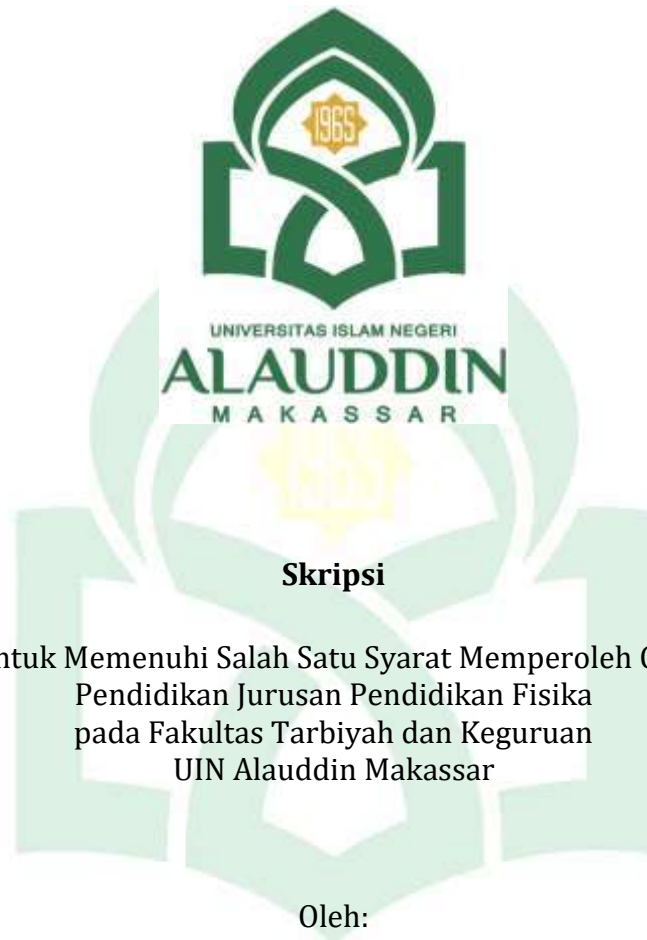 1965
UNIVERSITAS ISLAM NEGERI
ALAUDDIN
MAKASSAR
1965
Skripsi
ntuk Memenuhi Salah Satu Syarat Memperoleh
Pendidikan Jurusan Pendidikan Fisika
pada Fakultas Tarbiyah dan Keguruan
UIN Alauddin Makassar
Oleh: